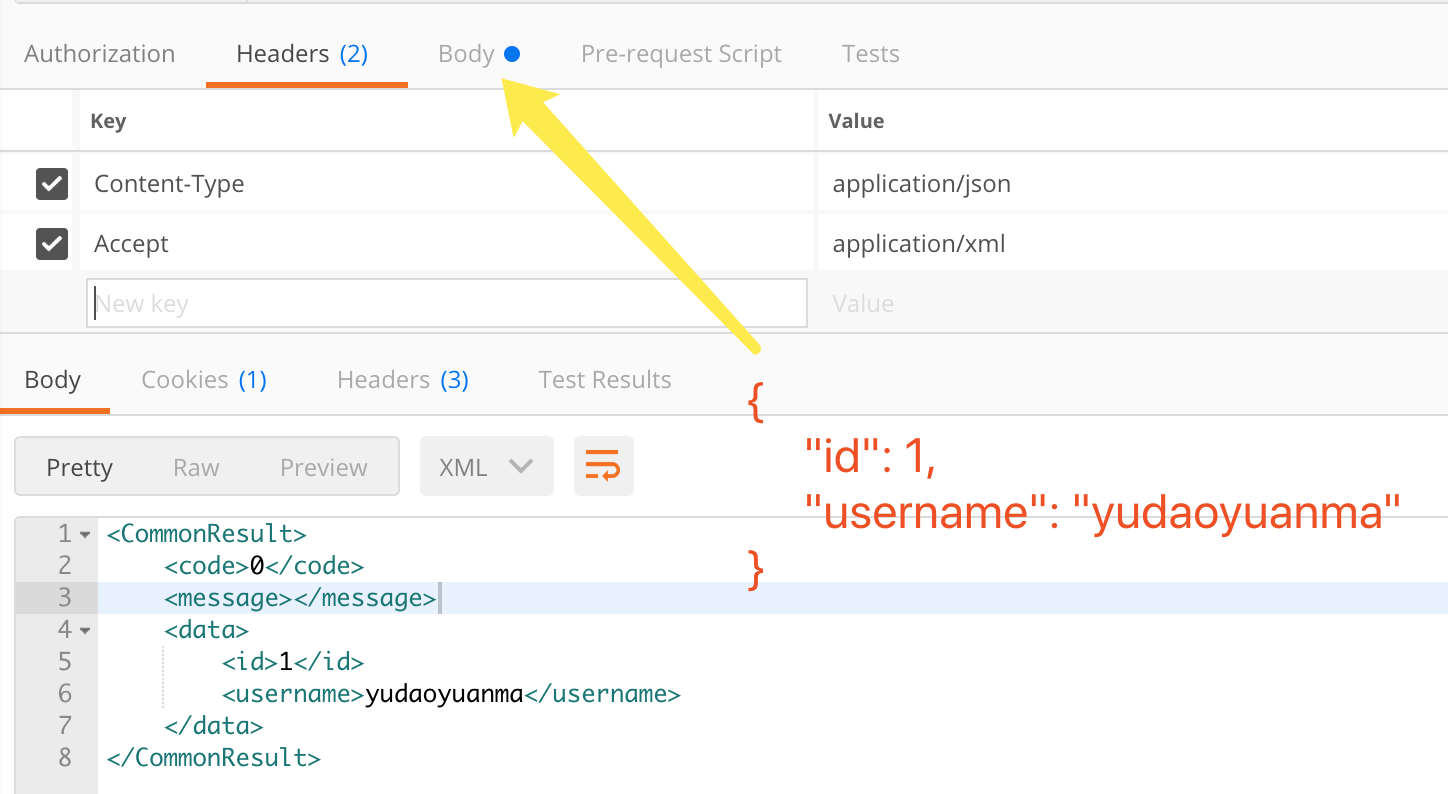 Authorization Headers (2) Body Pre-request Script Tests
Key Value
Content-Type application/json
Accept application/xml
New key Value
Body Cookies (1) Headers (3) Test Results
{
"id": 1,
"username": "yudaoyuanma"
}
Pretty Raw Preview XML
1 <CommonResult>
2 <code>0</code>
3 <message></message>
4 <data>
5 <id>1</id>
6 <username>yudaoyuanma</username>
7 </data>
8 </CommonResult>